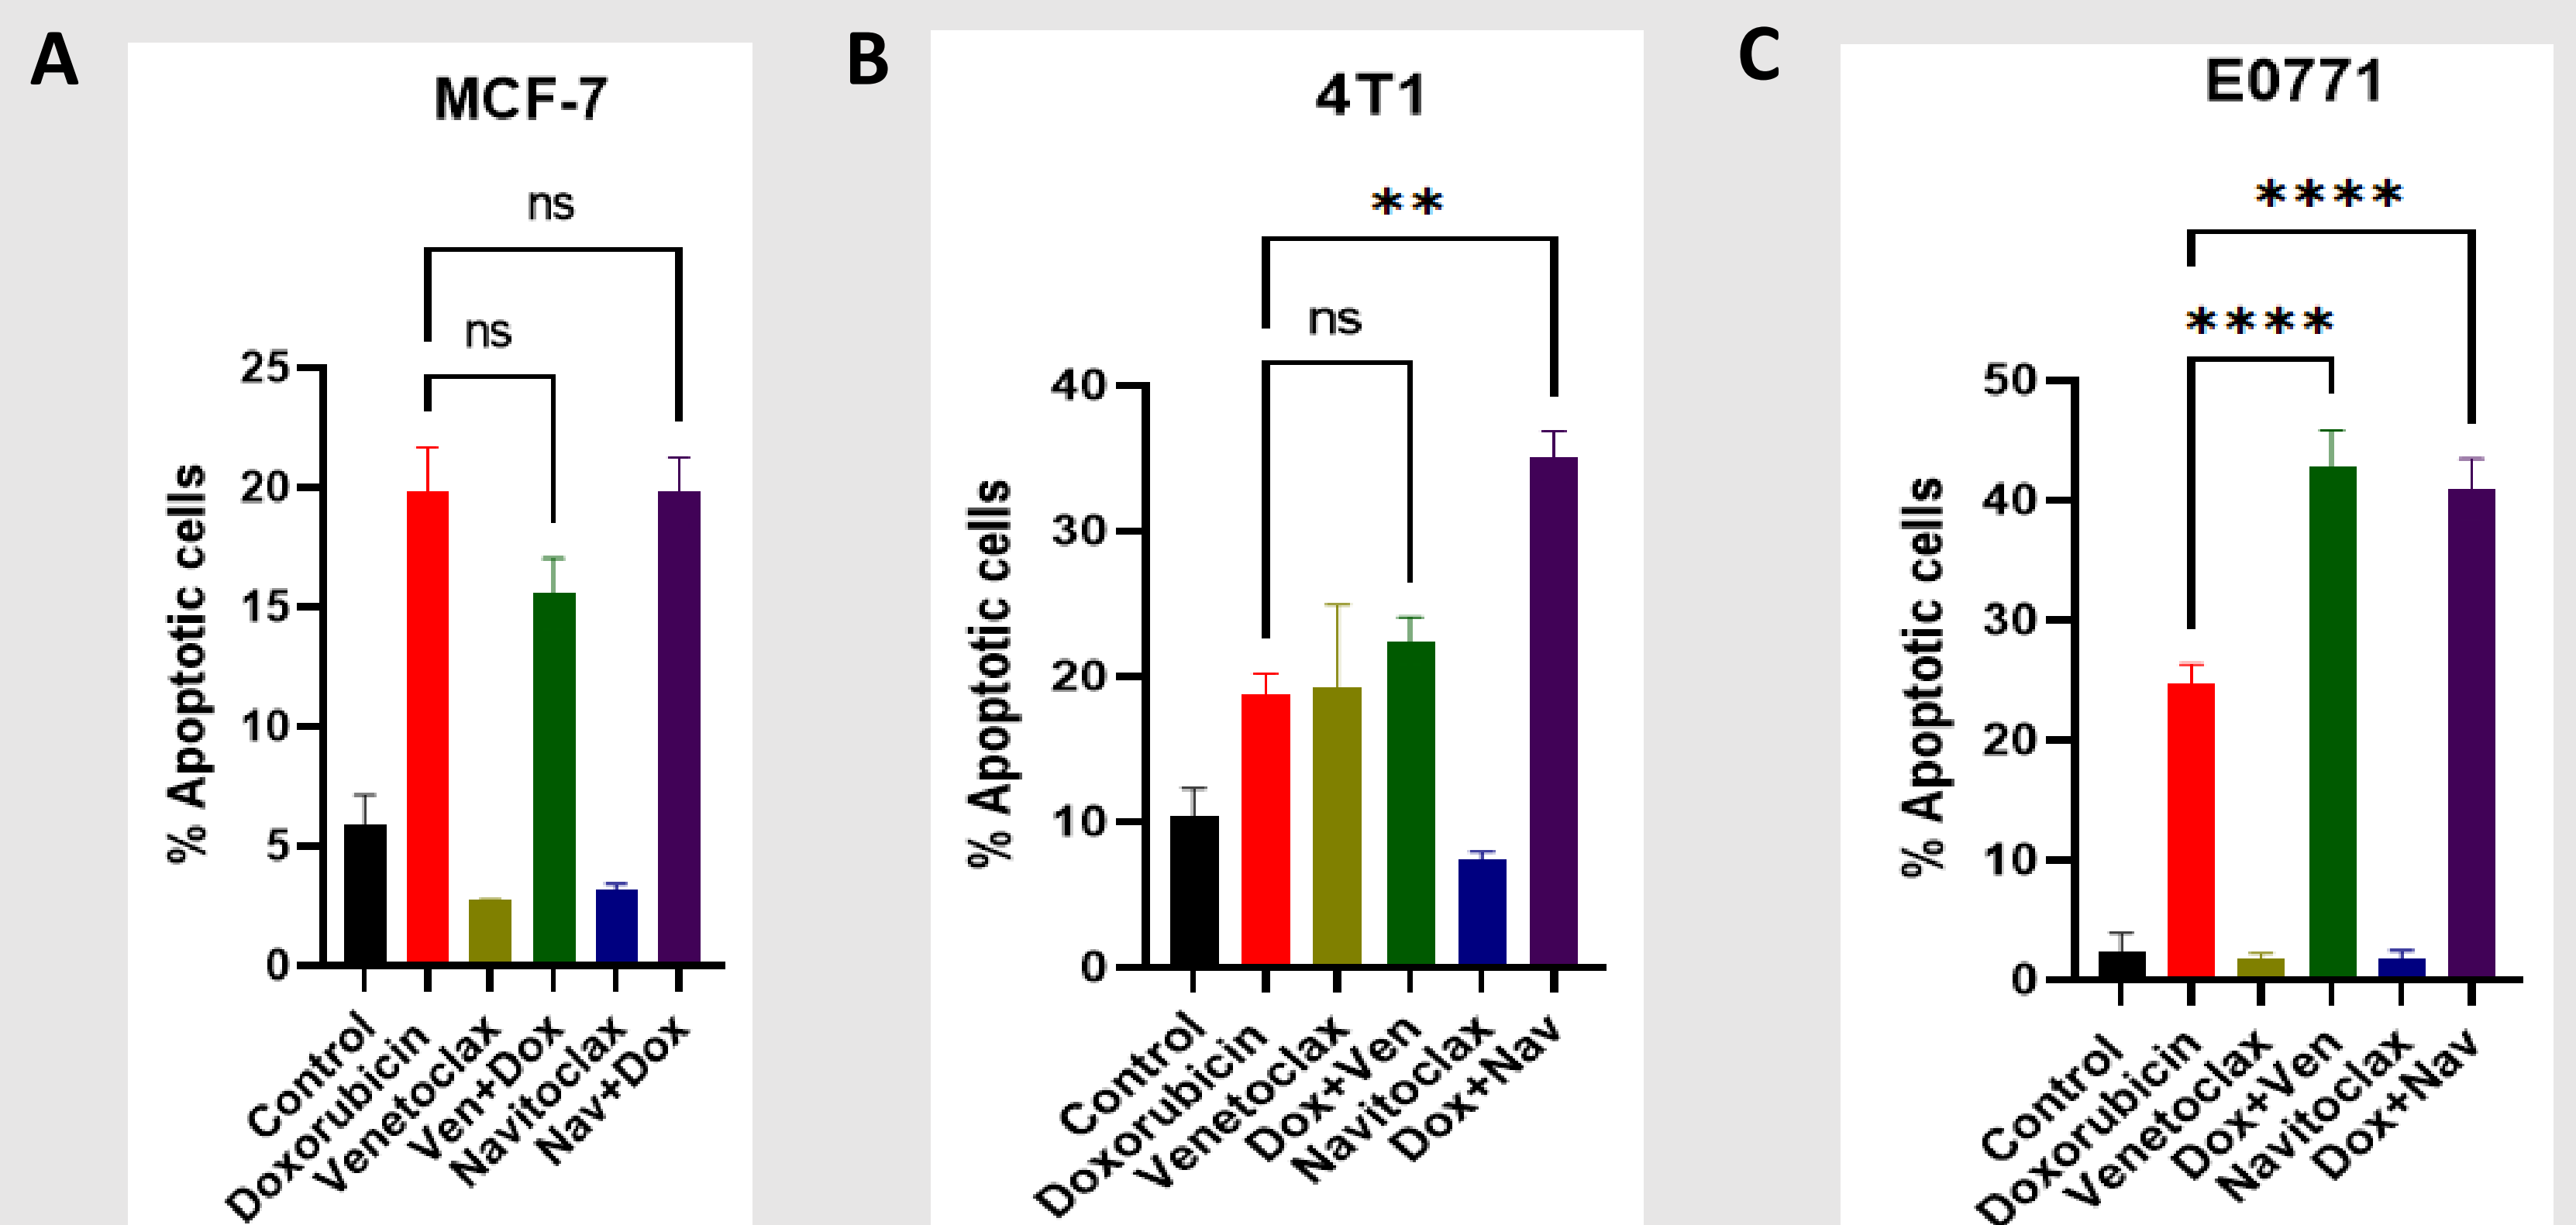 A
MCF-7
ns
ns
25
20
15
10
5
0
% Apoptotic cells
Control
Doxorubicin
Venetoclax
Ven+Dox
Navitoclax
Nav+Dox
B
4T1
**
ns
40
30
20
10
0
% Apoptotic cells
Control
Doxorubicin
Venetoclax
Dox+Ven
Navitoclax
Dox+Nav
C
E0771
****
****
50
40
30
20
10
0
% Apoptotic cells
Control
Doxorubicin
Venetoclax
Dox+Ven
Navitoclax
Dox+Nav